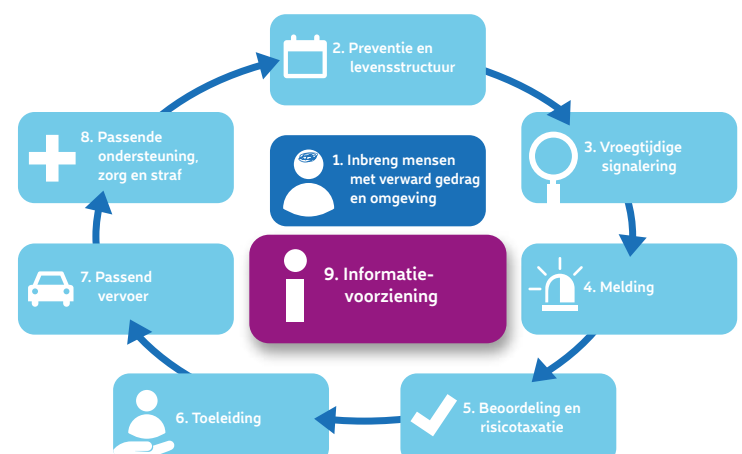 2. Preventie en
levensstructuur
8. Passende
ondersteuning,
zorg en straf
1. Inbreng mensen
met verward gedrag
en omgeving
3. Vroegtijdige
signalering
7. Passend
vervoer
9. Informatie-
voorziening
4. Melding
6. Toeleiding
5. Beoordeling en
risicotaxatie